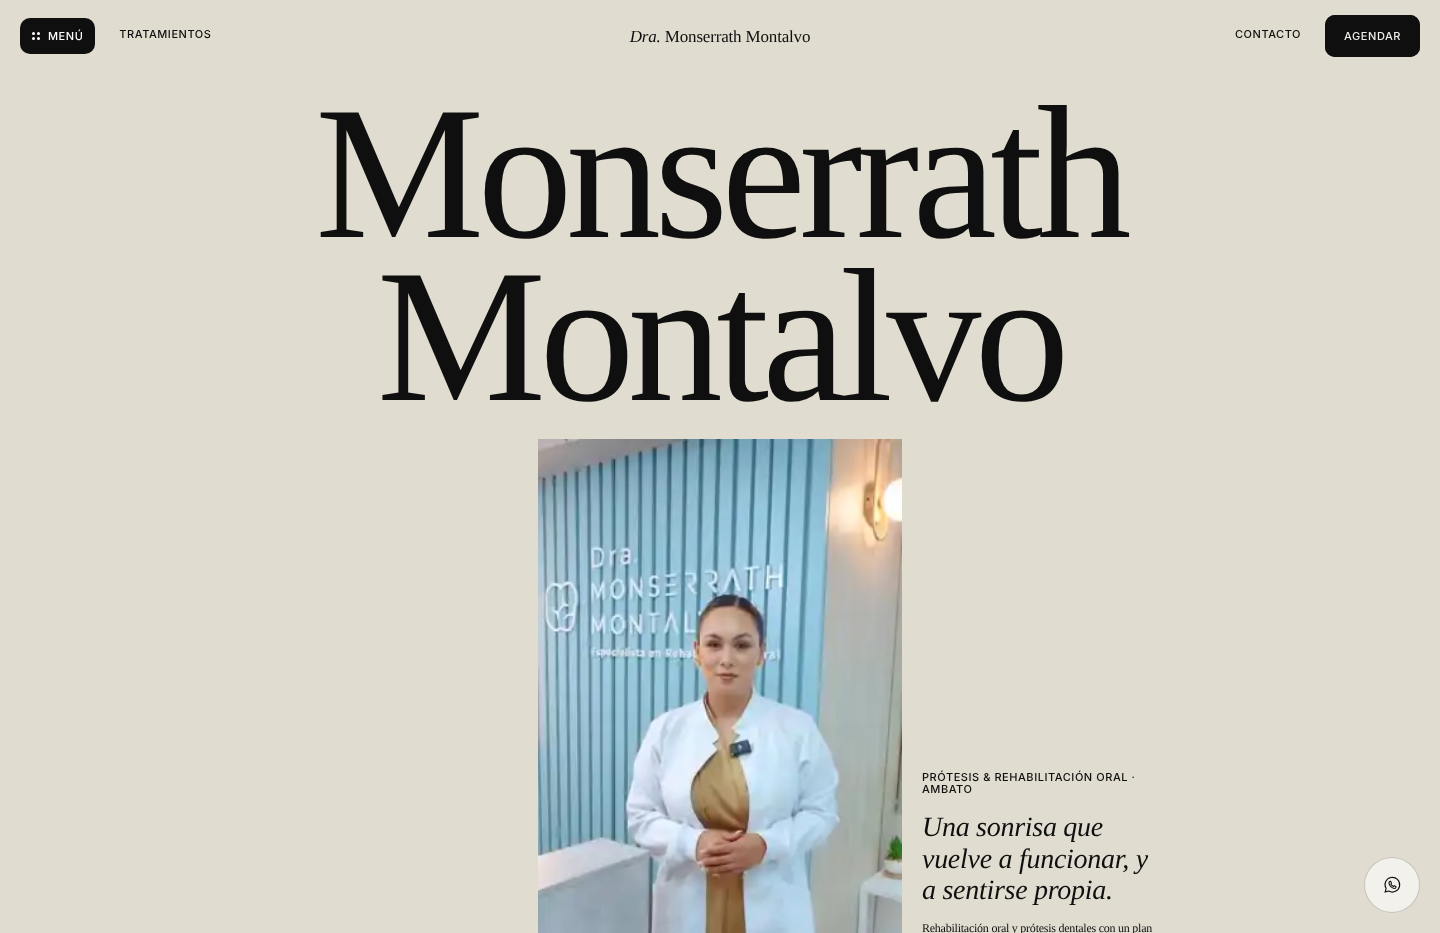 MENÚ
TRATAMIENTOS
Dra. Monserrath Montalvo
CONTACTO
AGENDAR
Monserrath
Montalvo
Dra.
MONSERRATH
PRÓTESIS & REHABILITACIÓN ORAL ·
AMBATO
Una sonrisa que
vuelve a funcionar, y
a sentirse propia.
Rehabilitación oral y prótesis dentales con un plan